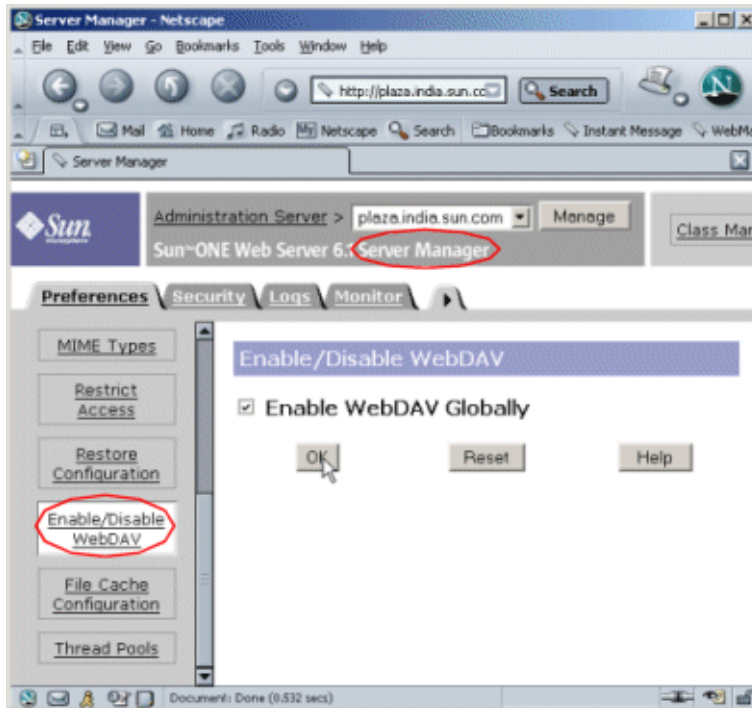 Server Manager - Netscape
File Edit View Go Bookmarks Tools Window Help
http://plaza.india.sun.co
Search
Mail Home Radio My Netscape Search Bookmarks Instant Message WebMa
Server Manager
Sun
Administration Server > plaza.india.sun.com Manage
Class Man
Sun ONE Web Server 6.1 Server Manager
Preferences Security Logs Monitor
MIME Types
Restrict
Access
Restore
Configuration
Enable/Disable
WebDAV
File Cache
Configuration
Thread Pools
Enable/Disable WebDAV
Enable WebDAV Globally
OK Reset Help
Document: Done (0.532 secs)